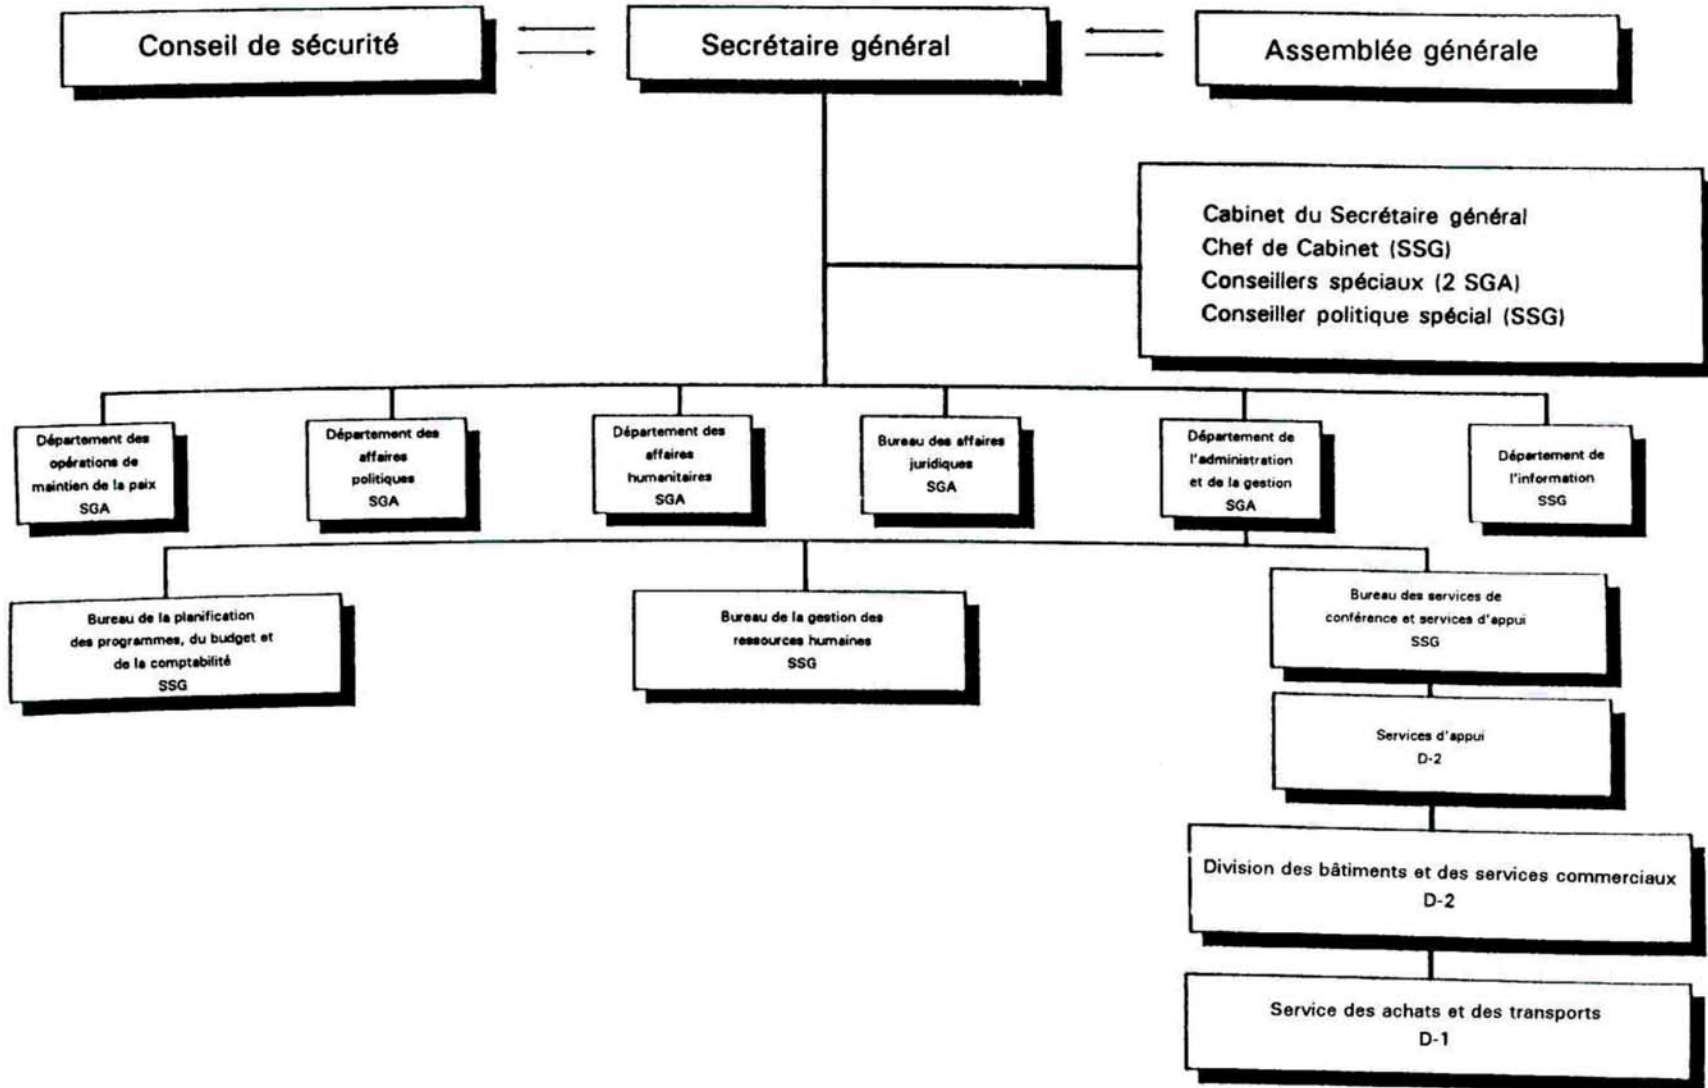 Conseil de sécurité
Secrétaire général
Assemblée générale
Cabinet du Secrétaire général
Chef de Cabinet (SSG)
Conseillers spéciaux (2 SGA)
Conseiller politique spécial (SSG)
Département des
opérations de
maintien de la paix
SGA
Département des
affaires
politiques
SGA
Département des
affaires
humanitaires
SGA
Bureau des affaires
juridiques
SGA
Département de
l'administration
et de la gestion
SGA
Département de
l'information
SSG
Bureau de la planification
des programmes, du budget et
de la comptabilité
SSG
Bureau de la gestion des
ressources humaines
SSG
Bureau des services de
conférence et services d'appui
SSG
Services d'appui
D-2
Division des bâtiments et des services commerciaux
D-2
Service des achats et des transports
D-1